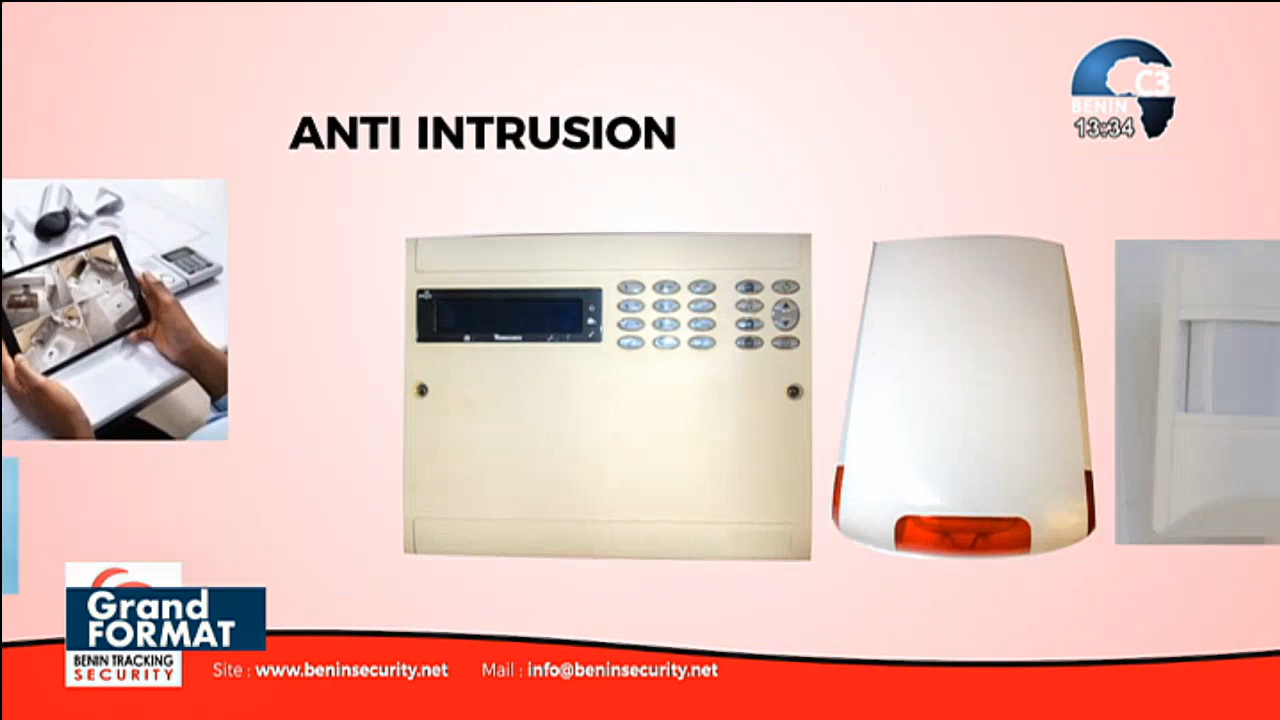 ANTI INTRUSION
C3
BENIN
13:34
Grand
FORMAT
BENIN TRACKING
SECURITY
Site : www.beninsecurity.net Mail : info@beninsecurity.net